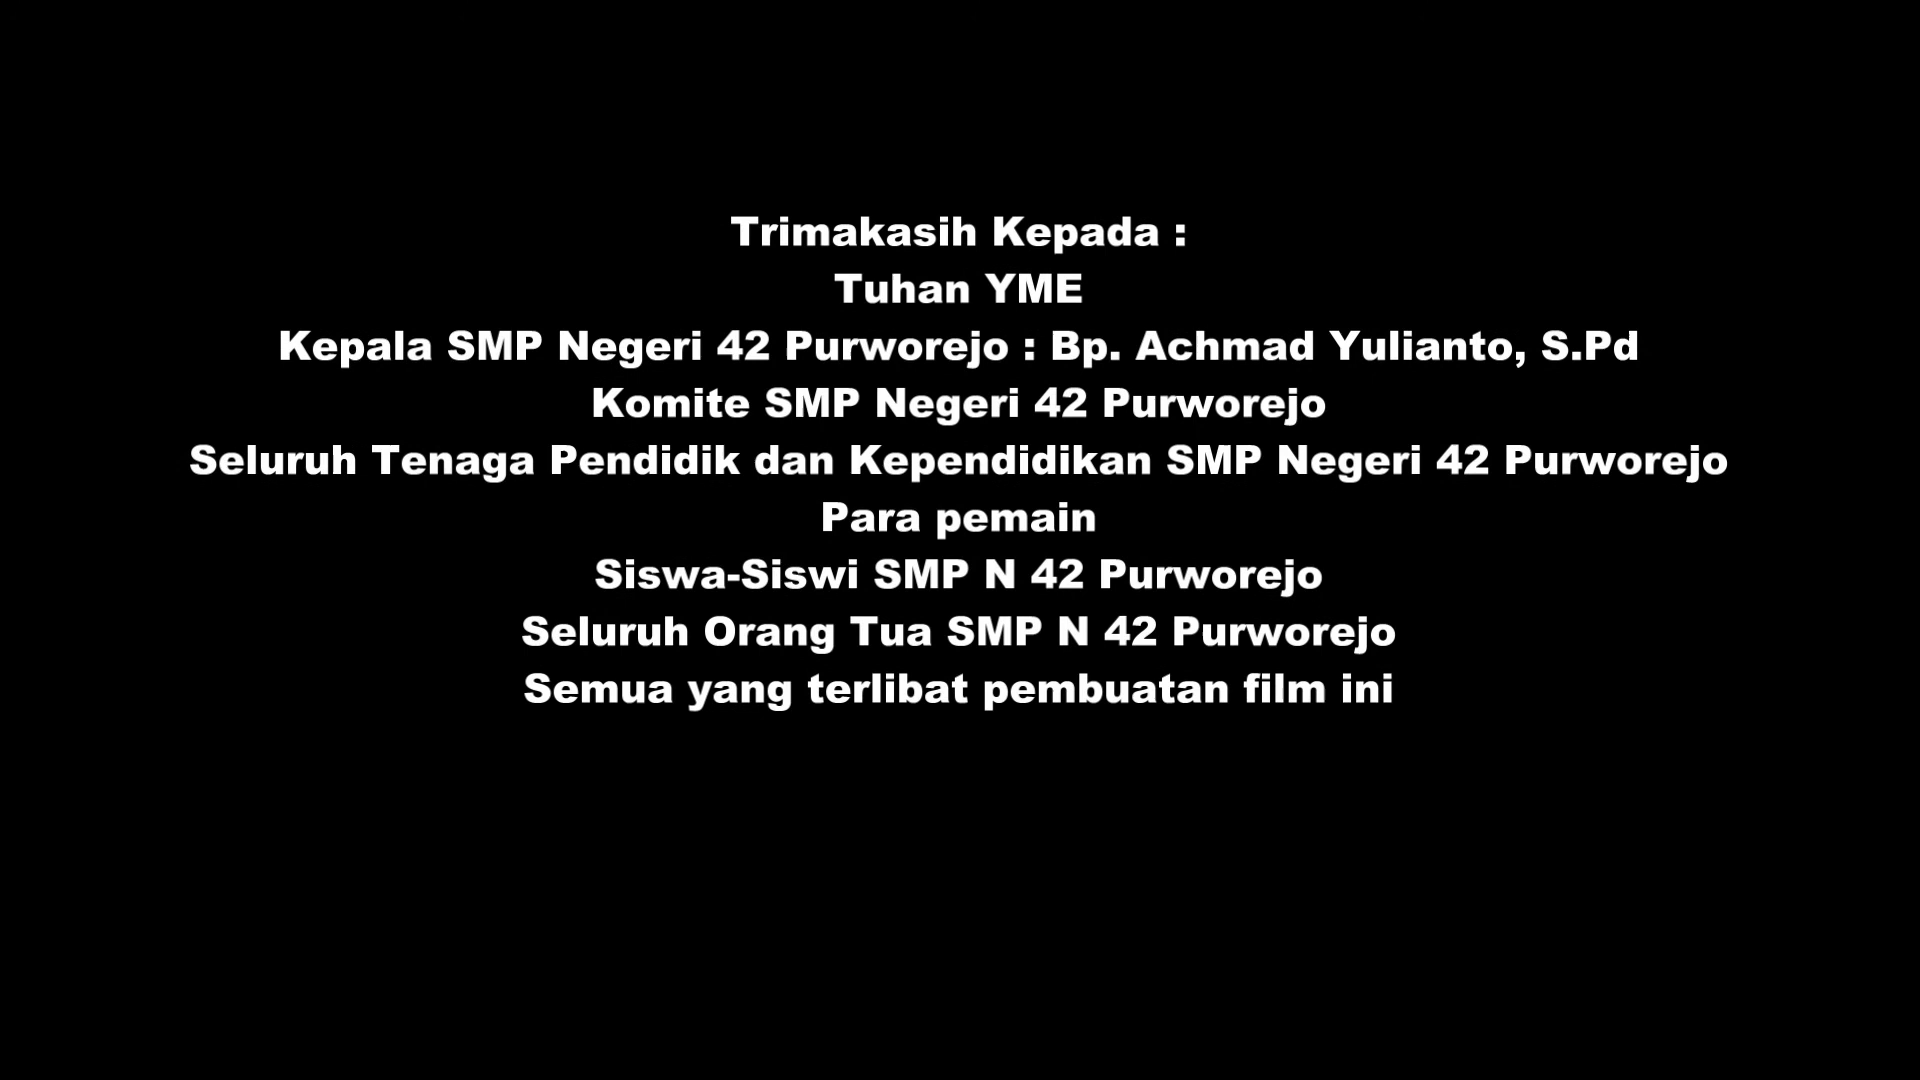 Trimakasih Kepada :
Tuhan YME
Kepala SMP Negeri 42 Purworejo : Bp. Achmad Yulianto, S.Pd
Komite SMP Negeri 42 Purworejo
Seluruh Tenaga Pendidik dan Kependidikan SMP Negeri 42 Purworejo
Para pemain
Siswa-Siswi SMP N 42 Purworejo
Seluruh Orang Tua SMP N 42 Purworejo
Semua yang terlibat pembuatan film ini